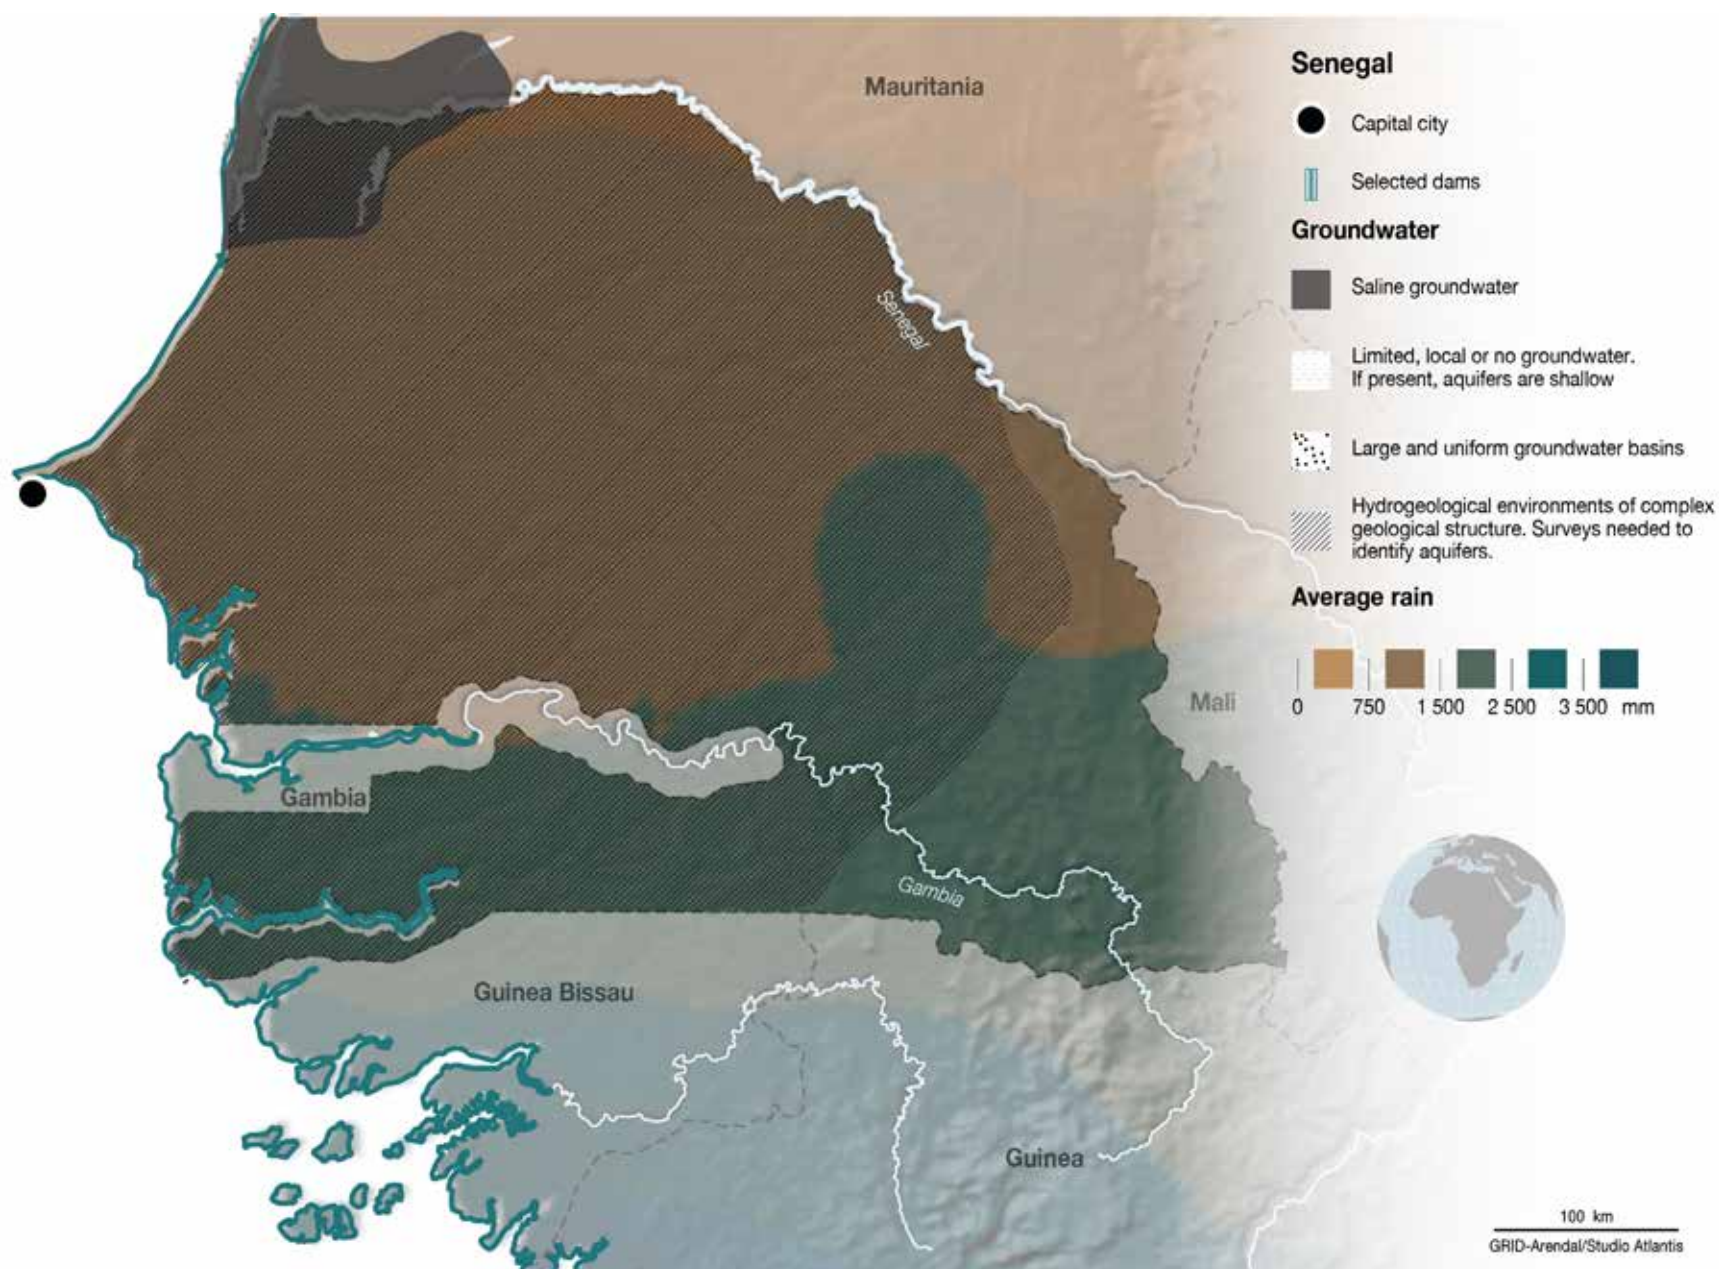 Mauritania
Senegal
Mali
Gambia
Gambia
Guinea Bissau
Guinea
Senegal
Capital city
Selected dams
Groundwater
Saline groundwater
Limited, local or no groundwater.
If present, aquifers are shallow
Large and uniform groundwater basins
Hydrogeological environments of complex
geological structure. Surveys needed to
identify aquifers.
Average rain
0 750 1 500 2 500 3 500 mm
100 km
GRID-Arendal/Studio Atlantis